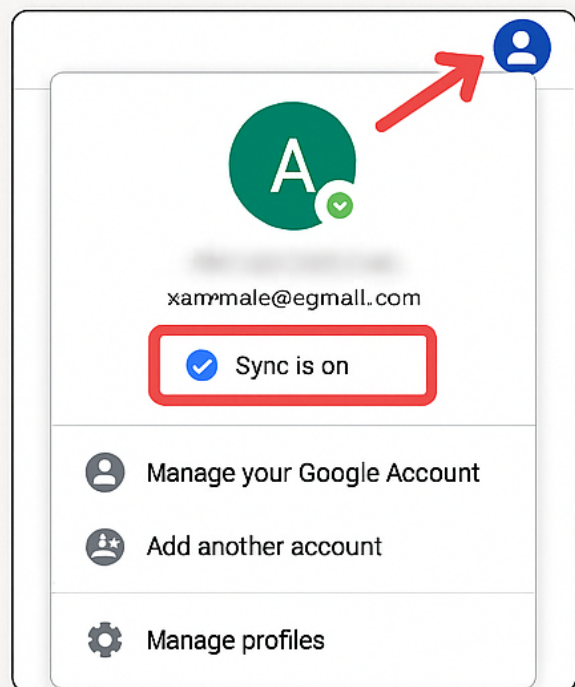 A
xammale@egmall.com
Sync is on
Manage your Google Account
Add another account
Manage profiles